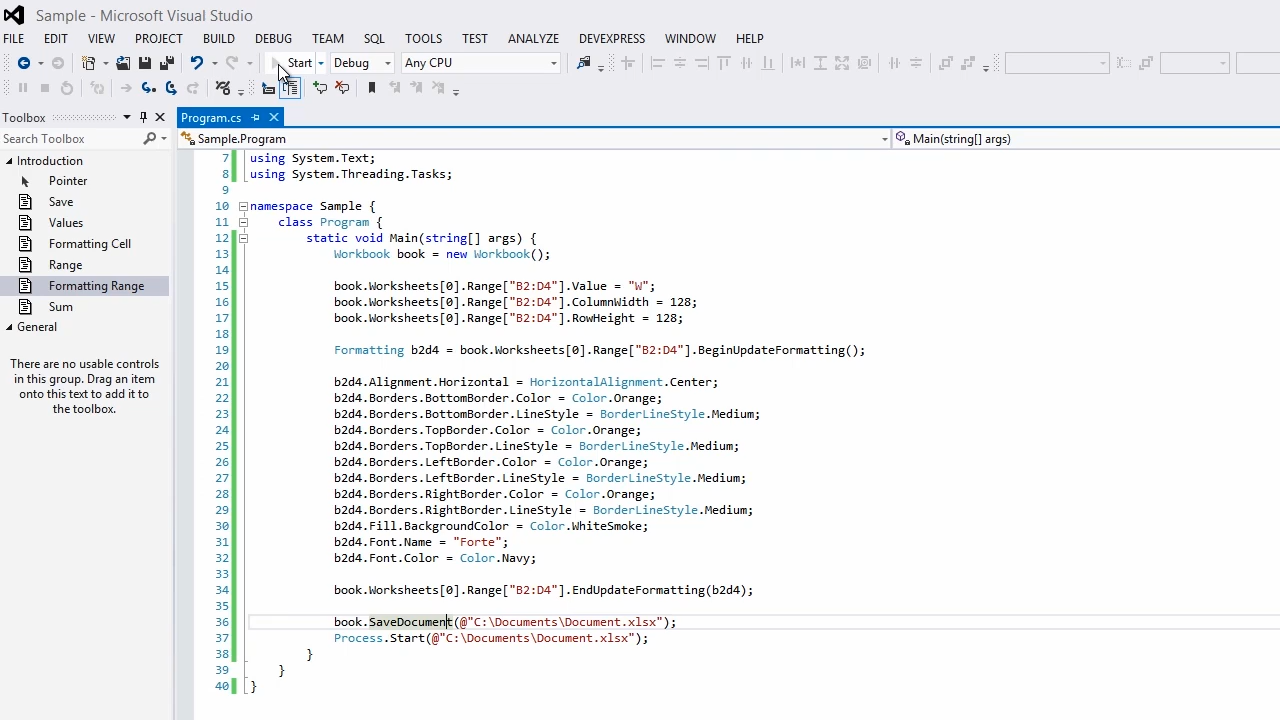 Sample - Microsoft Visual Studio
FILE EDIT VIEW PROJECT BUILD DEBUG TEAM SQL TOOLS TEST ANALYZE DEVEXPRESS WINDOW HELP
Start Debug Any CPU
Toolbox
Search Toolbox
Introduction
Pointer
Save
Values
Formatting Cell
Range
Formatting Range
Sum
General
There are no usable controls
in this group. Drag an item
onto this text to add it to
the toolbox.
Program.cs
Sample.Program Main(string[] args)
7 using System.Text;
8 using System.Threading.Tasks;
9
10 namespace Sample {
11 class Program {
12 static void Main(string[] args) {
13 Workbook book = new Workbook();
14
15 book.Worksheets[0].Range["B2:D4"].Value = "W";
16 book.Worksheets[0].Range["B2:D4"].ColumnWidth = 128;
17 book.Worksheets[0].Range["B2:D4"].RowHeight = 128;
18
19 Formatting b2d4 = book.Worksheets[0].Range["B2:D4"].BeginUpdateFormatting();
20
21 b2d4.Alignment.Horizontal = HorizontalAlignment.Center;
22 b2d4.Borders.BottomBorder.Color = Color.Orange;
23 b2d4.Borders.BottomBorder.LineStyle = BorderLineStyle.Medium;
24 b2d4.Borders.TopBorder.Color = Color.Orange;
25 b2d4.Borders.TopBorder.LineStyle = BorderLineStyle.Medium;
26 b2d4.Borders.LeftBorder.Color = Color.Orange;
27 b2d4.Borders.LeftBorder.LineStyle = BorderLineStyle.Medium;
28 b2d4.Borders.RightBorder.Color = Color.Orange;
29 b2d4.Borders.RightBorder.LineStyle = BorderLineStyle.Medium;
30 b2d4.Fill.BackgroundColor = Color.WhiteSmoke;
31 b2d4.Font.Name = "Forte";
32 b2d4.Font.Color = Color.Navy;
33
34 book.Worksheets[0].Range["B2:D4"].EndUpdateFormatting(b2d4);
35
36 book.SaveDocument(@"C:\Documents\Document.xlsx");
37 Process.Start(@"C:\Documents\Document.xlsx");
38 }
39 }
40 }